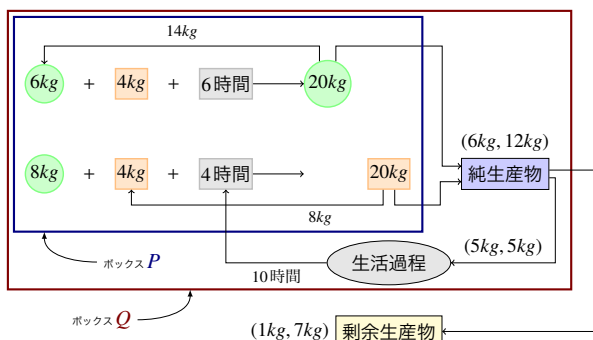 14kg
6kg + 4kg + 6時間 20kg
(6kg, 12kg)
8kg + 4kg + 4時間 20kg 純生産物
8kg
(5kg, 5kg)
ボックスP 10時間 生活過程
ボックスQ (1kg, 7kg) 剰余生産物